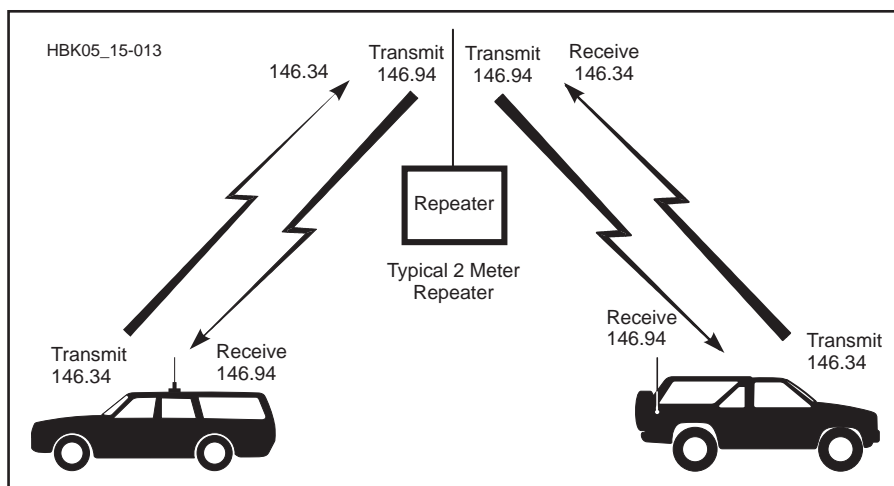 HBK05_15-013
146.34
Transmit
146.94
Transmit
146.94
Receive
146.34
Repeater
Typical 2 Meter
Repeater
Transmit
146.34
Receive
146.94
Receive
146.94
Transmit
146.34